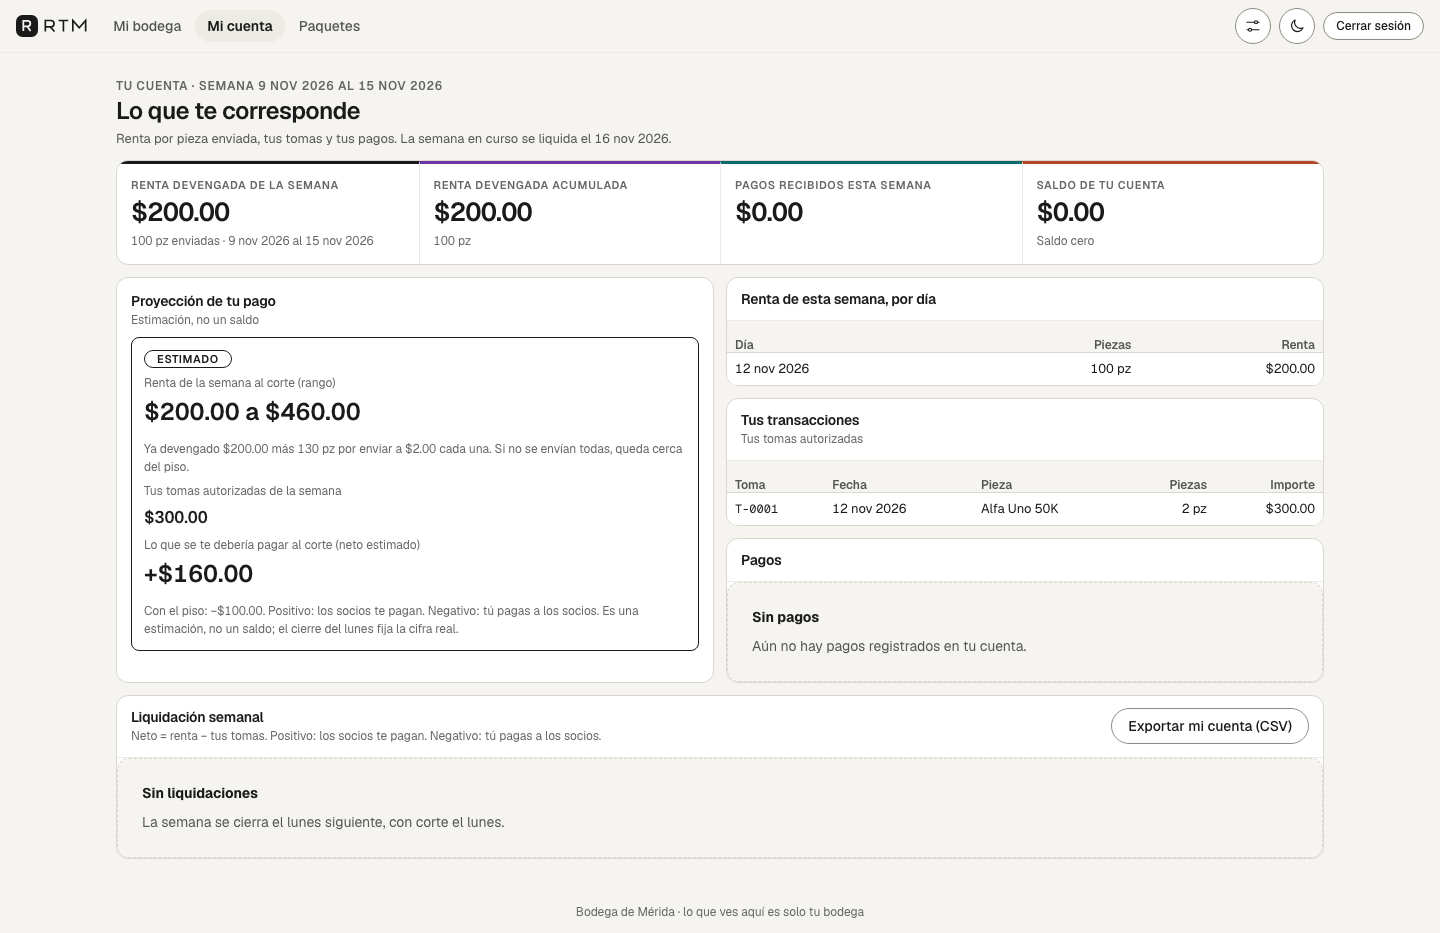 R RTM
Mi bodega
Mi cuenta
Paquetes
Cerrar sesión
TU CUENTA · SEMANA 9 NOV 2026 AL 15 NOV 2026
Lo que te corresponde
Renta por pieza enviada, tus tomas y tus pagos. La semana en curso se liquida el 16 nov 2026.
RENTA DEVENGADA DE LA SEMANA
$200.00
100 pz enviadas · 9 nov 2026 al 15 nov 2026
RENTA DEVENGADA ACUMULADA
$200.00
100 pz
PAGOS RECIBIDOS ESTA SEMANA
$0.00
SALDO DE TU CUENTA
$0.00
Saldo cero
Proyección de tu pago
Estimación, no un saldo
ESTIMADO
Renta de la semana al corte (rango)
$200.00 a $460.00
Ya devengado $200.00 más 130 pz por enviar a $2.00 cada una. Si no se envían todas, queda cerca
del piso.
Tus tomas autorizadas de la semana
$300.00
Lo que se te debería pagar al corte (neto estimado)
+$160.00
Con el piso: −$100.00. Positivo: los socios te pagan. Negativo: tú pagas a los socios. Es una
estimación, no un saldo; el cierre del lunes fija la cifra real.
Renta de esta semana, por día
Día Piezas Renta
12 nov 2026 100 pz $200.00
Tus transacciones
Tus tomas autorizadas
Toma Fecha Pieza Piezas Importe
T-0001 12 nov 2026 Alfa Uno 50K 2 pz $300.00
Pagos
Sin pagos
Aún no hay pagos registrados en tu cuenta.
Liquidación semanal
Neto = renta − tus tomas. Positivo: los socios te pagan. Negativo: tú pagas a los socios.
Exportar mi cuenta (CSV)
Sin liquidaciones
La semana se cierra el lunes siguiente, con corte el lunes.
Bodega de Mérida · lo que ves aquí es solo tu bodega